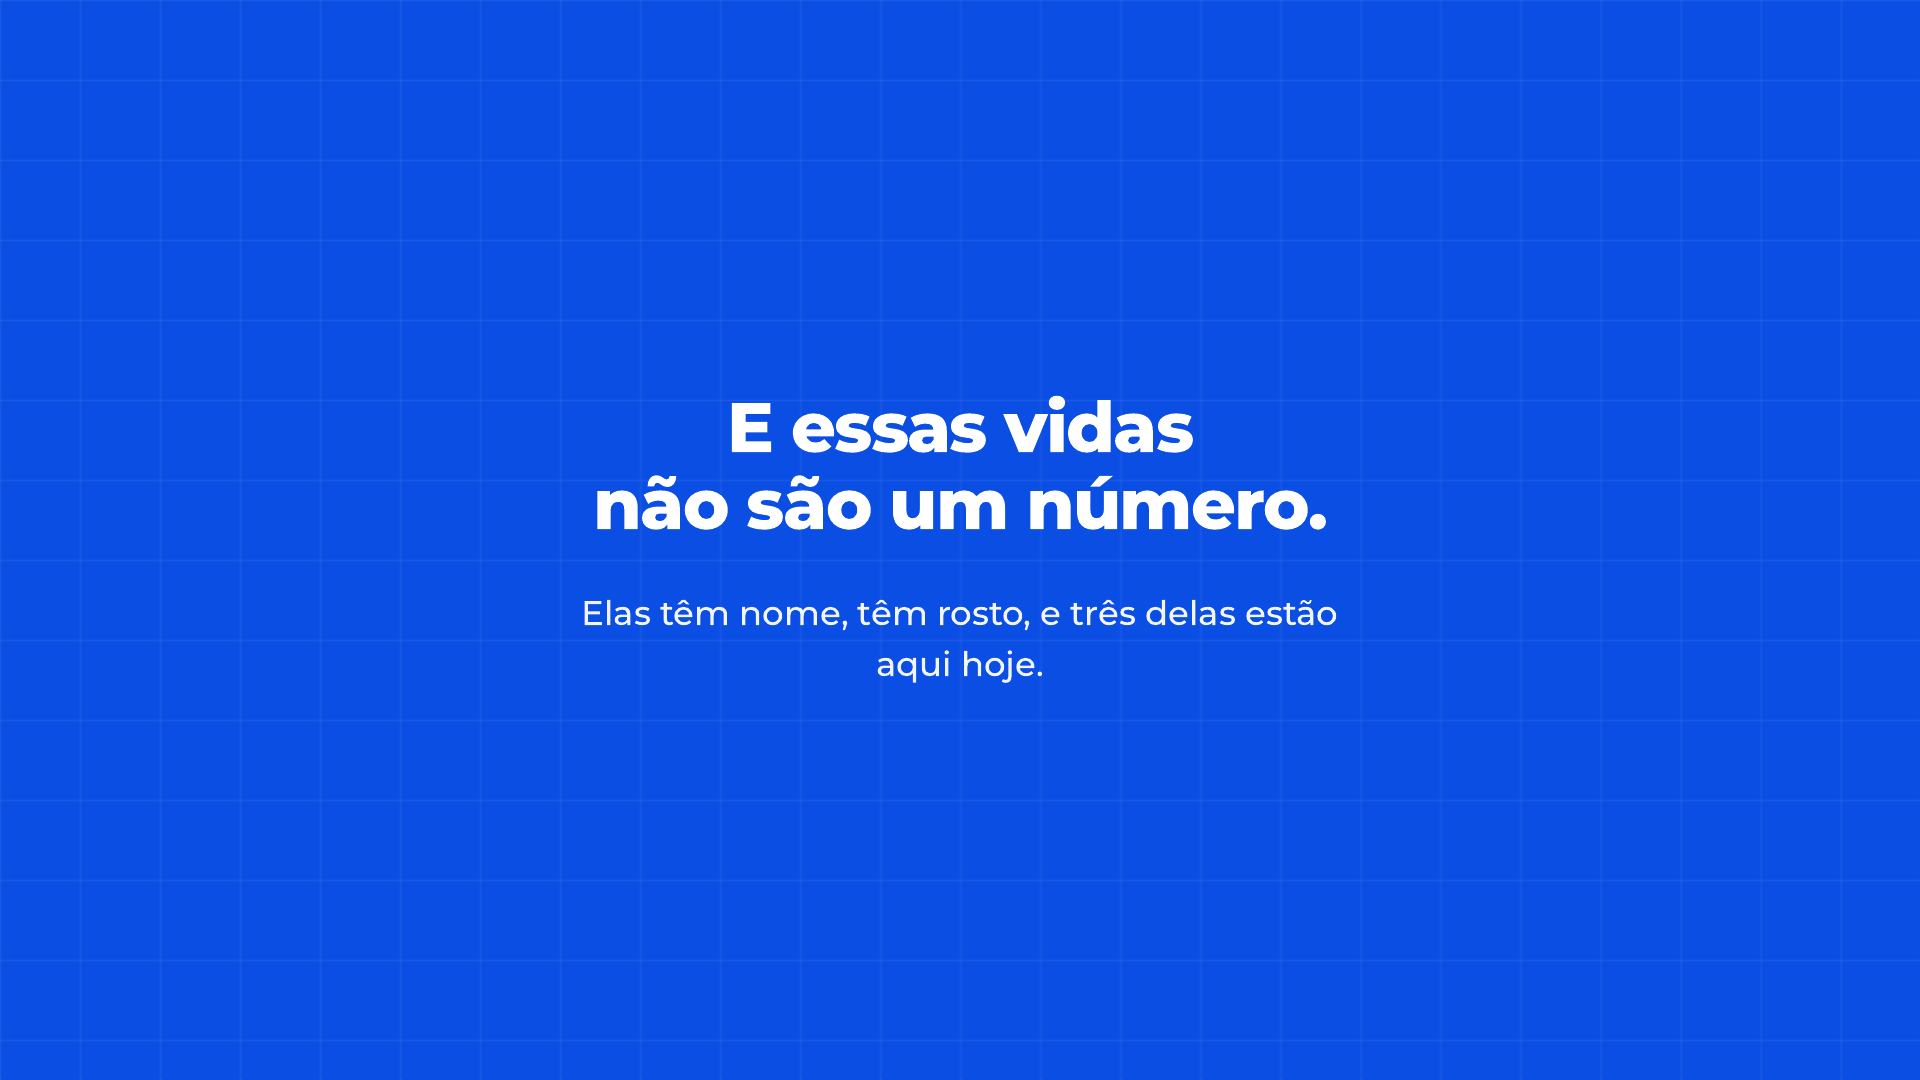 E essas vidas
não são um número.
Elas têm nome, têm rosto, e três delas estão
aqui hoje.